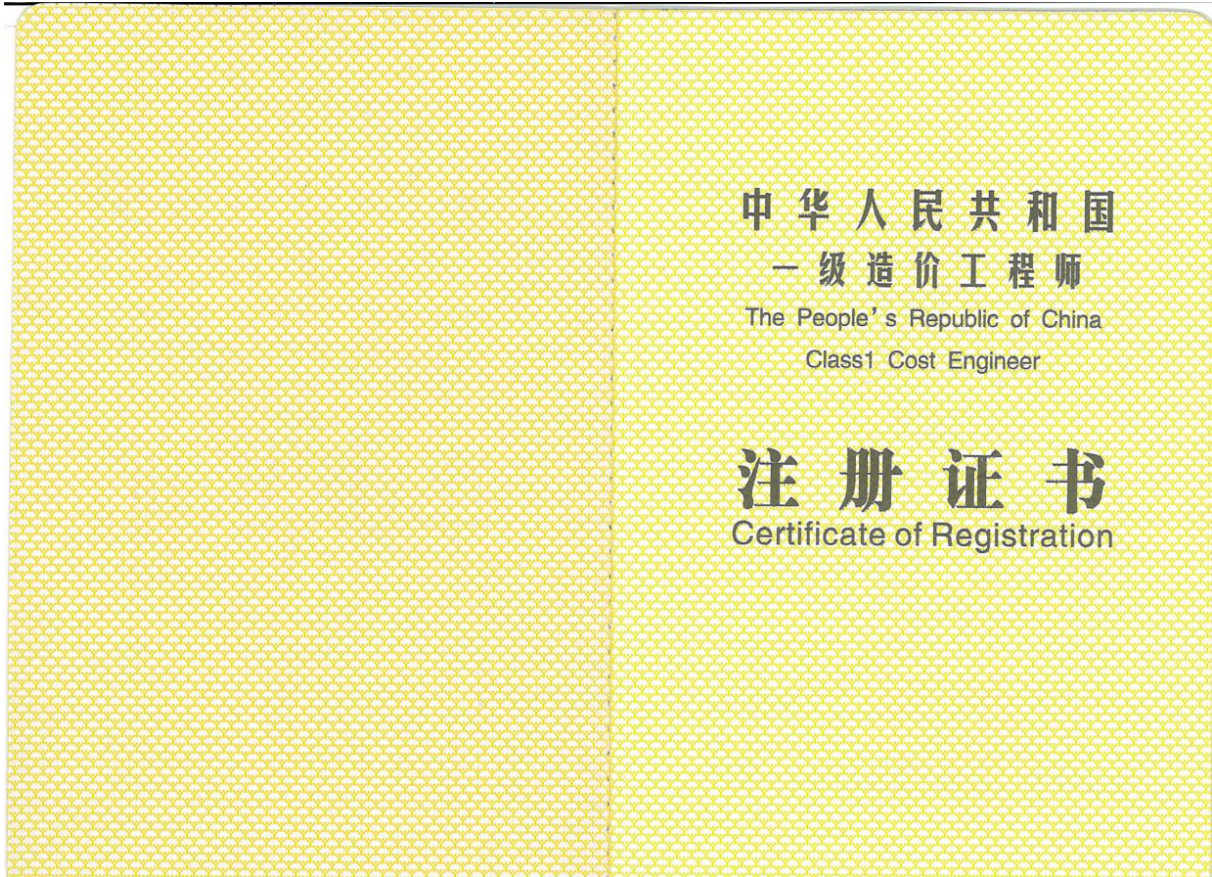 中华人民共和国
一级造价工程师
The People's Republic of China
Class1 Cost Engineer
注册证书
Certificate of Registration